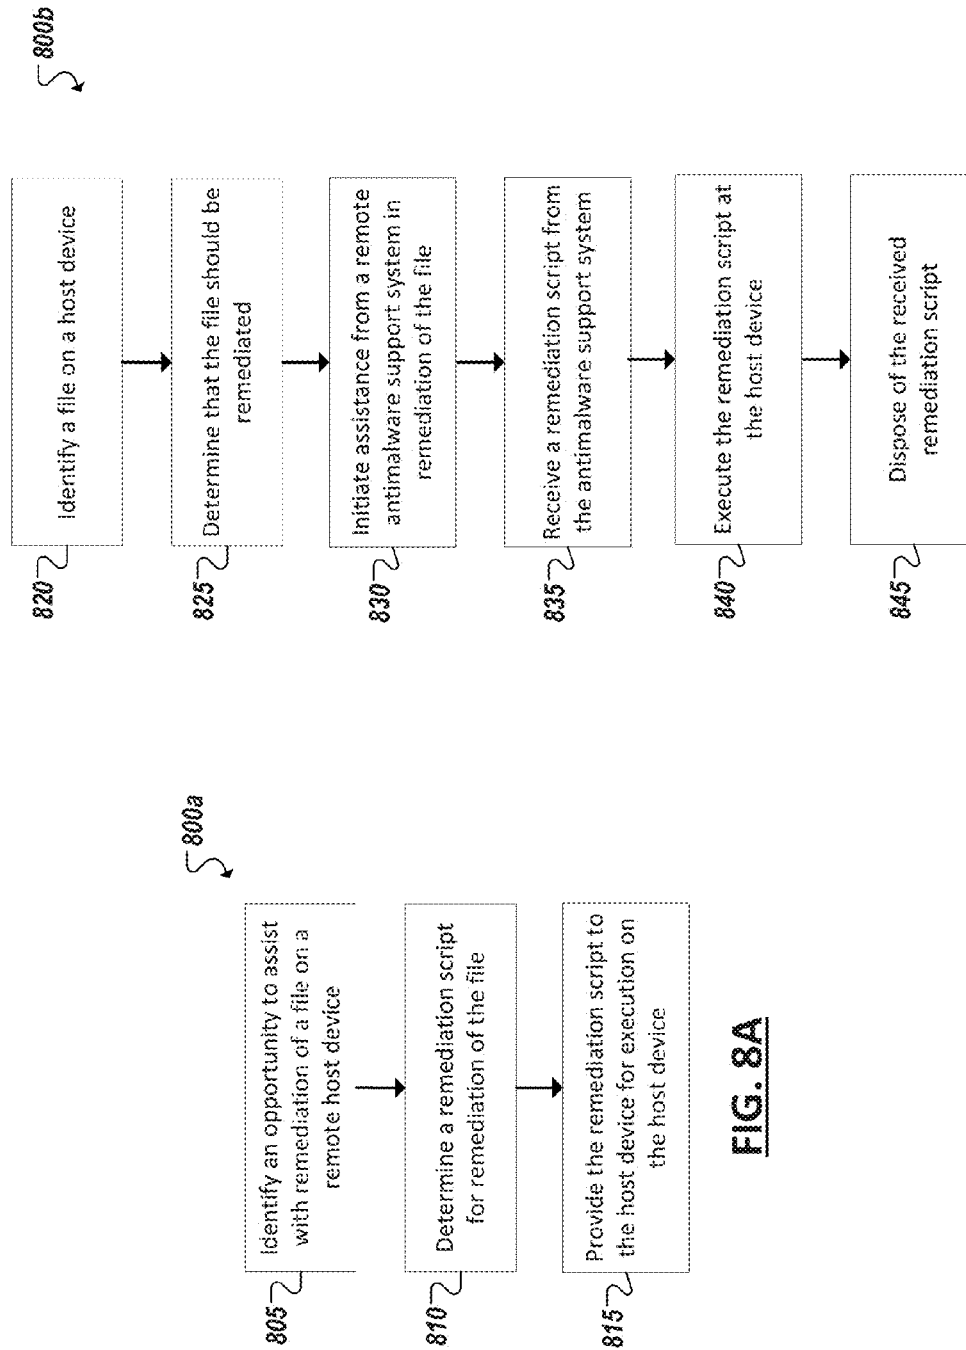 800a
805
Identify an opportunity to assist
with remediation of a file on a
remote host device
810
Determine a remediation script
for remediation of the file
815
Provide the remediation script to
the host device for execution on
the host device
FIG. 8A
800b
820
Identify a file on a host device
825
Determine that the file should be
remediated
830
Initiate assistance from a remote
antimalware support system in
remediation of the file
835
Receive a remediation script from
the antimalware support system
840
Execute the remediation script at
the host device
845
Dispose of the received
remediation script